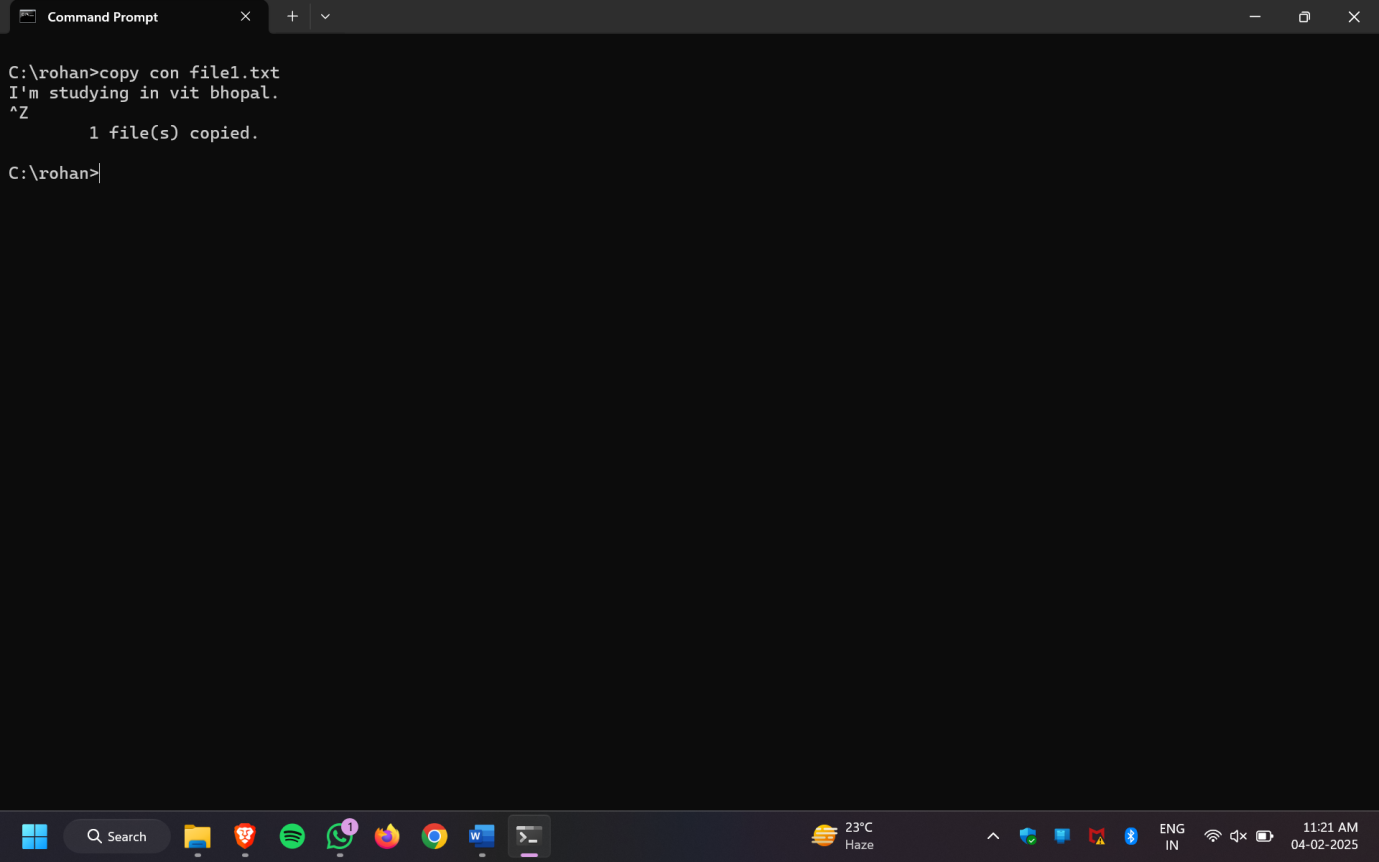 Command Prompt
C:\rohan>copy con file1.txt
I'm studying in vit bhopal.
^Z
1 file(s) copied.
C:\rohan>
Search
1
W
23°C
Haze
ENG
IN
11:21 AM
04-02-2025